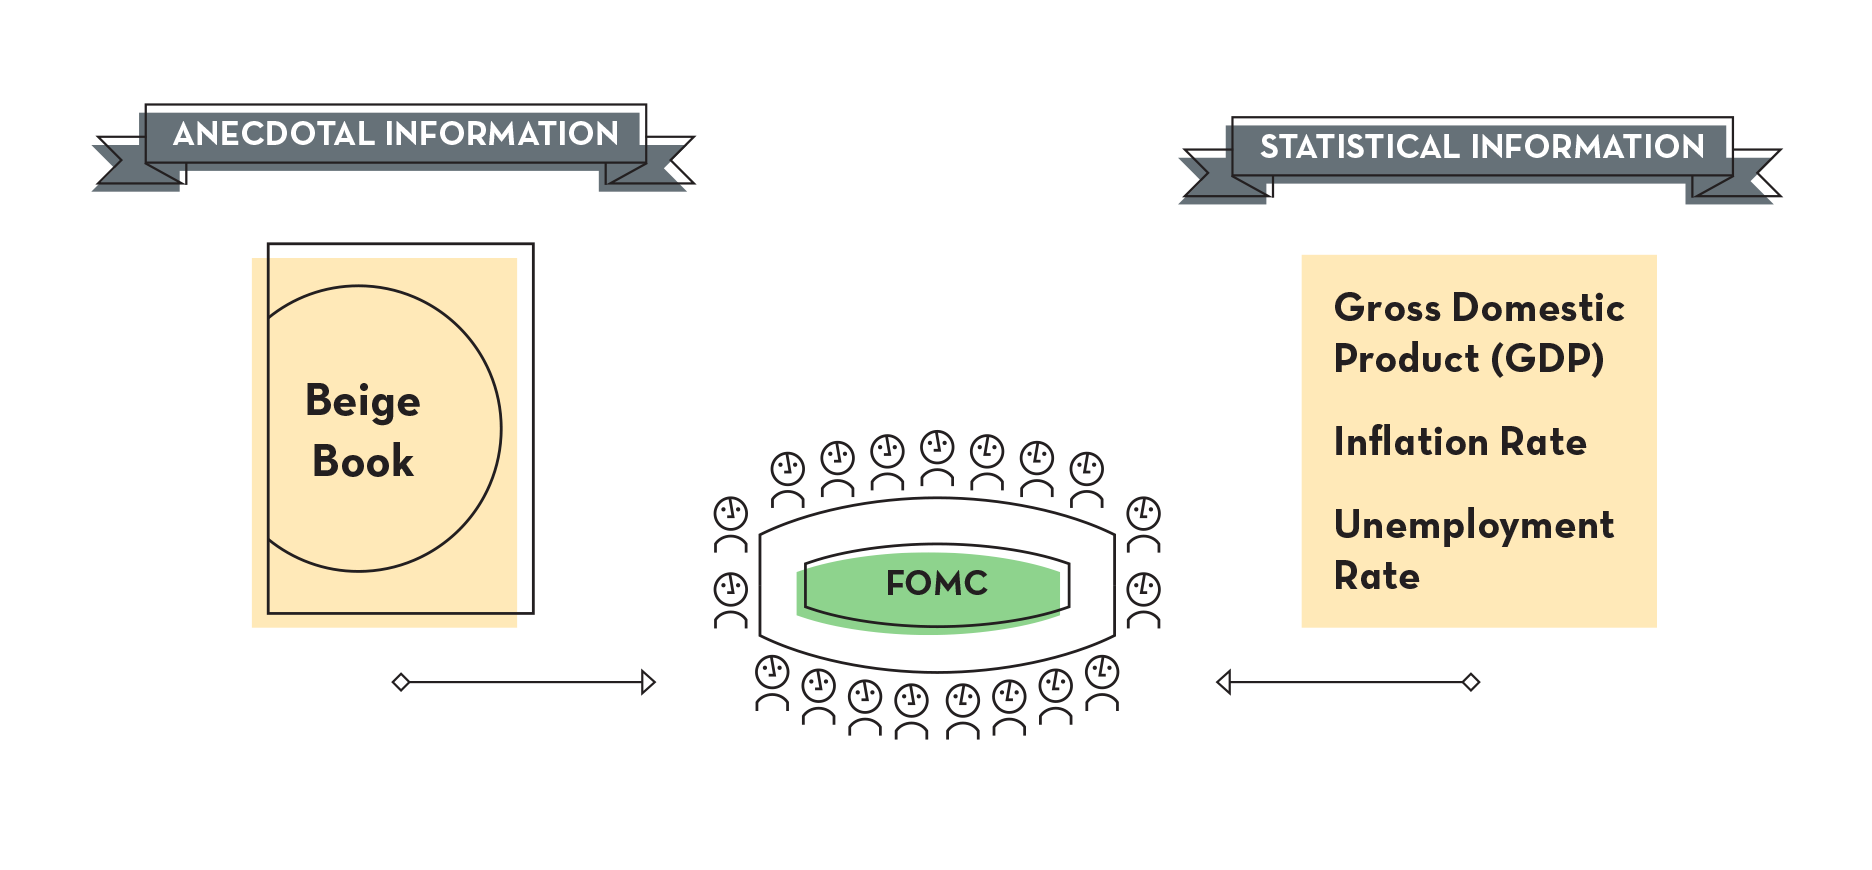 ANECDOTAL INFORMATION
Beige
Book
FOMC
STATISTICAL INFORMATION
Gross Domestic
Product (GDP)
Inflation Rate
Unemployment
Rate